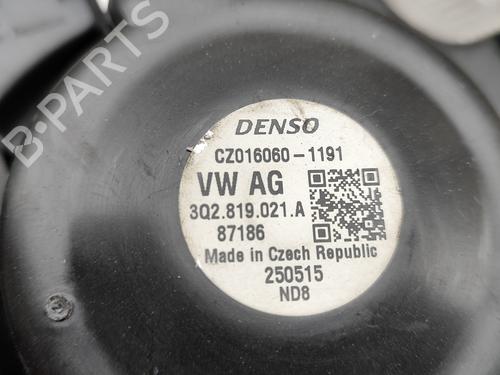 B-PARTS
DENSO
CZ016060-1191
VW AG
3Q2.819.021.A
87186
Made in Czech Republic
250515
ND8